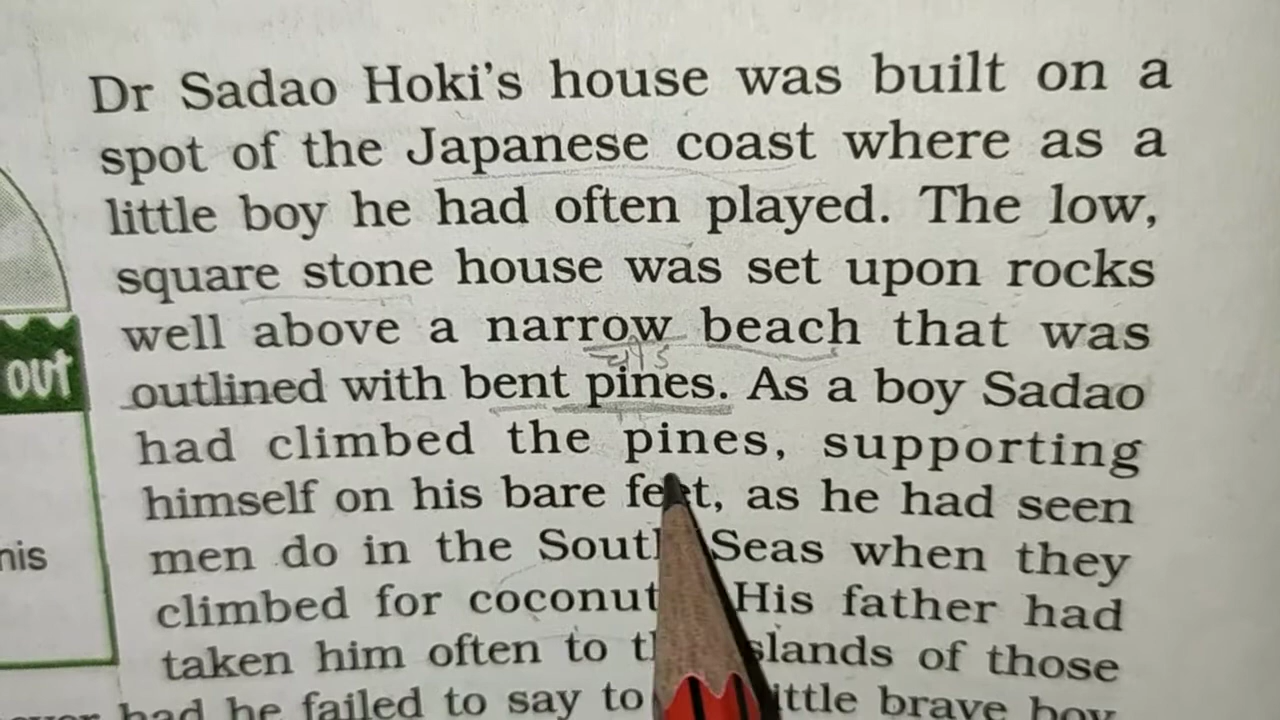 Dr Sadao Hoki's house was built on a
spot of the Japanese coast where as a
little boy he had often played. The low,
square stone house was set upon rocks
well above a narrow beach that was
outlined with bent pines. As a boy Sadao
had climbed the pines, supporting
himself on his bare feet, as he had seen
men do in the South Seas when they
climbed for coconut His father had
taken him often to of those
had he failed to say to brave boy
out
his